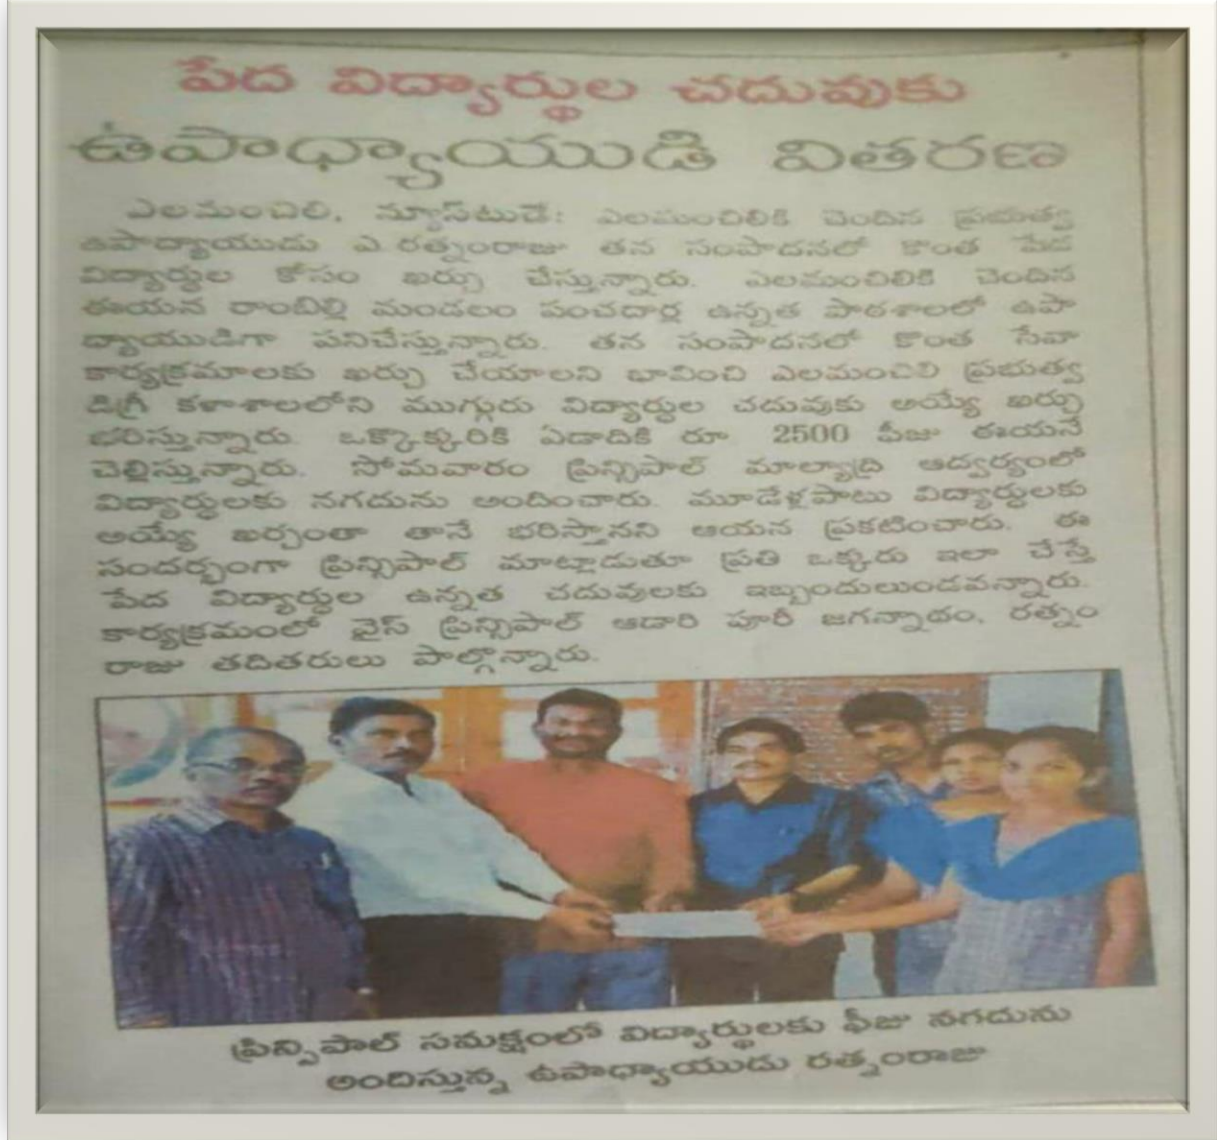 పేద విద్యార్థుల చదువుకు
ఉపాధ్యాయుడి వితరణ
ఎలమంచిలి, న్యూస్‌టుడే: ఎలమంచిలికి చెందిన ప్రభుత్వ
ఉపాధ్యాయుడు ఎ రత్నంరాజు తన సంపాదనలో కొంత పేద
విద్యార్థుల కోసం ఖర్చు చేస్తున్నారు. ఎలమంచిలికి చెందిన
ఈయన రాంబిల్లి మండలం పంచదార్ల ఉన్నత పాఠశాలలో ఉపా
ధ్యాయుడిగా పనిచేస్తున్నారు. తన సంపాదనలో కొంత సేవా
కార్యక్రమాలకు ఖర్చు చేయాలని భావించి ఎలమంచిలి ప్రభుత్వ
డిగ్రీ కళాశాలలోని ముగ్గురు విద్యార్థుల చదువుకు అయ్యే ఖర్చు
భరిస్తున్నారు. ఒక్కొక్కరికి ఏడాదికి రూ. 2500 ఫీజు ఈయనే
చెల్లిస్తున్నారు. సోమవారం ప్రిన్సిపాల్ మాల్యాద్రి ఆధ్వర్యంలో
విద్యార్థులకు నగదును అందించారు. మూడేళ్లపాటు విద్యార్థులకు
అయ్యే ఖర్చంతా తానే భరిస్తానని ఆయన ప్రకటించారు. ఈ
సందర్భంగా ప్రిన్సిపాల్ మాట్లాడుతూ ప్రతి ఒక్కరు ఇలా చేస్తే
పేద విద్యార్థుల ఉన్నత చదువులకు ఇబ్బందులుండవన్నారు.
కార్యక్రమంలో వైస్ ప్రిన్సిపాల్ ఆడారి పూరీ జగన్నాథం, రత్నం
రాజు తదితరులు పాల్గొన్నారు.
ప్రిన్సిపాల్ సమక్షంలో విద్యార్థులకు ఫీజు నగదును
అందిస్తున్న ఉపాధ్యాయుడు రత్నంరాజు